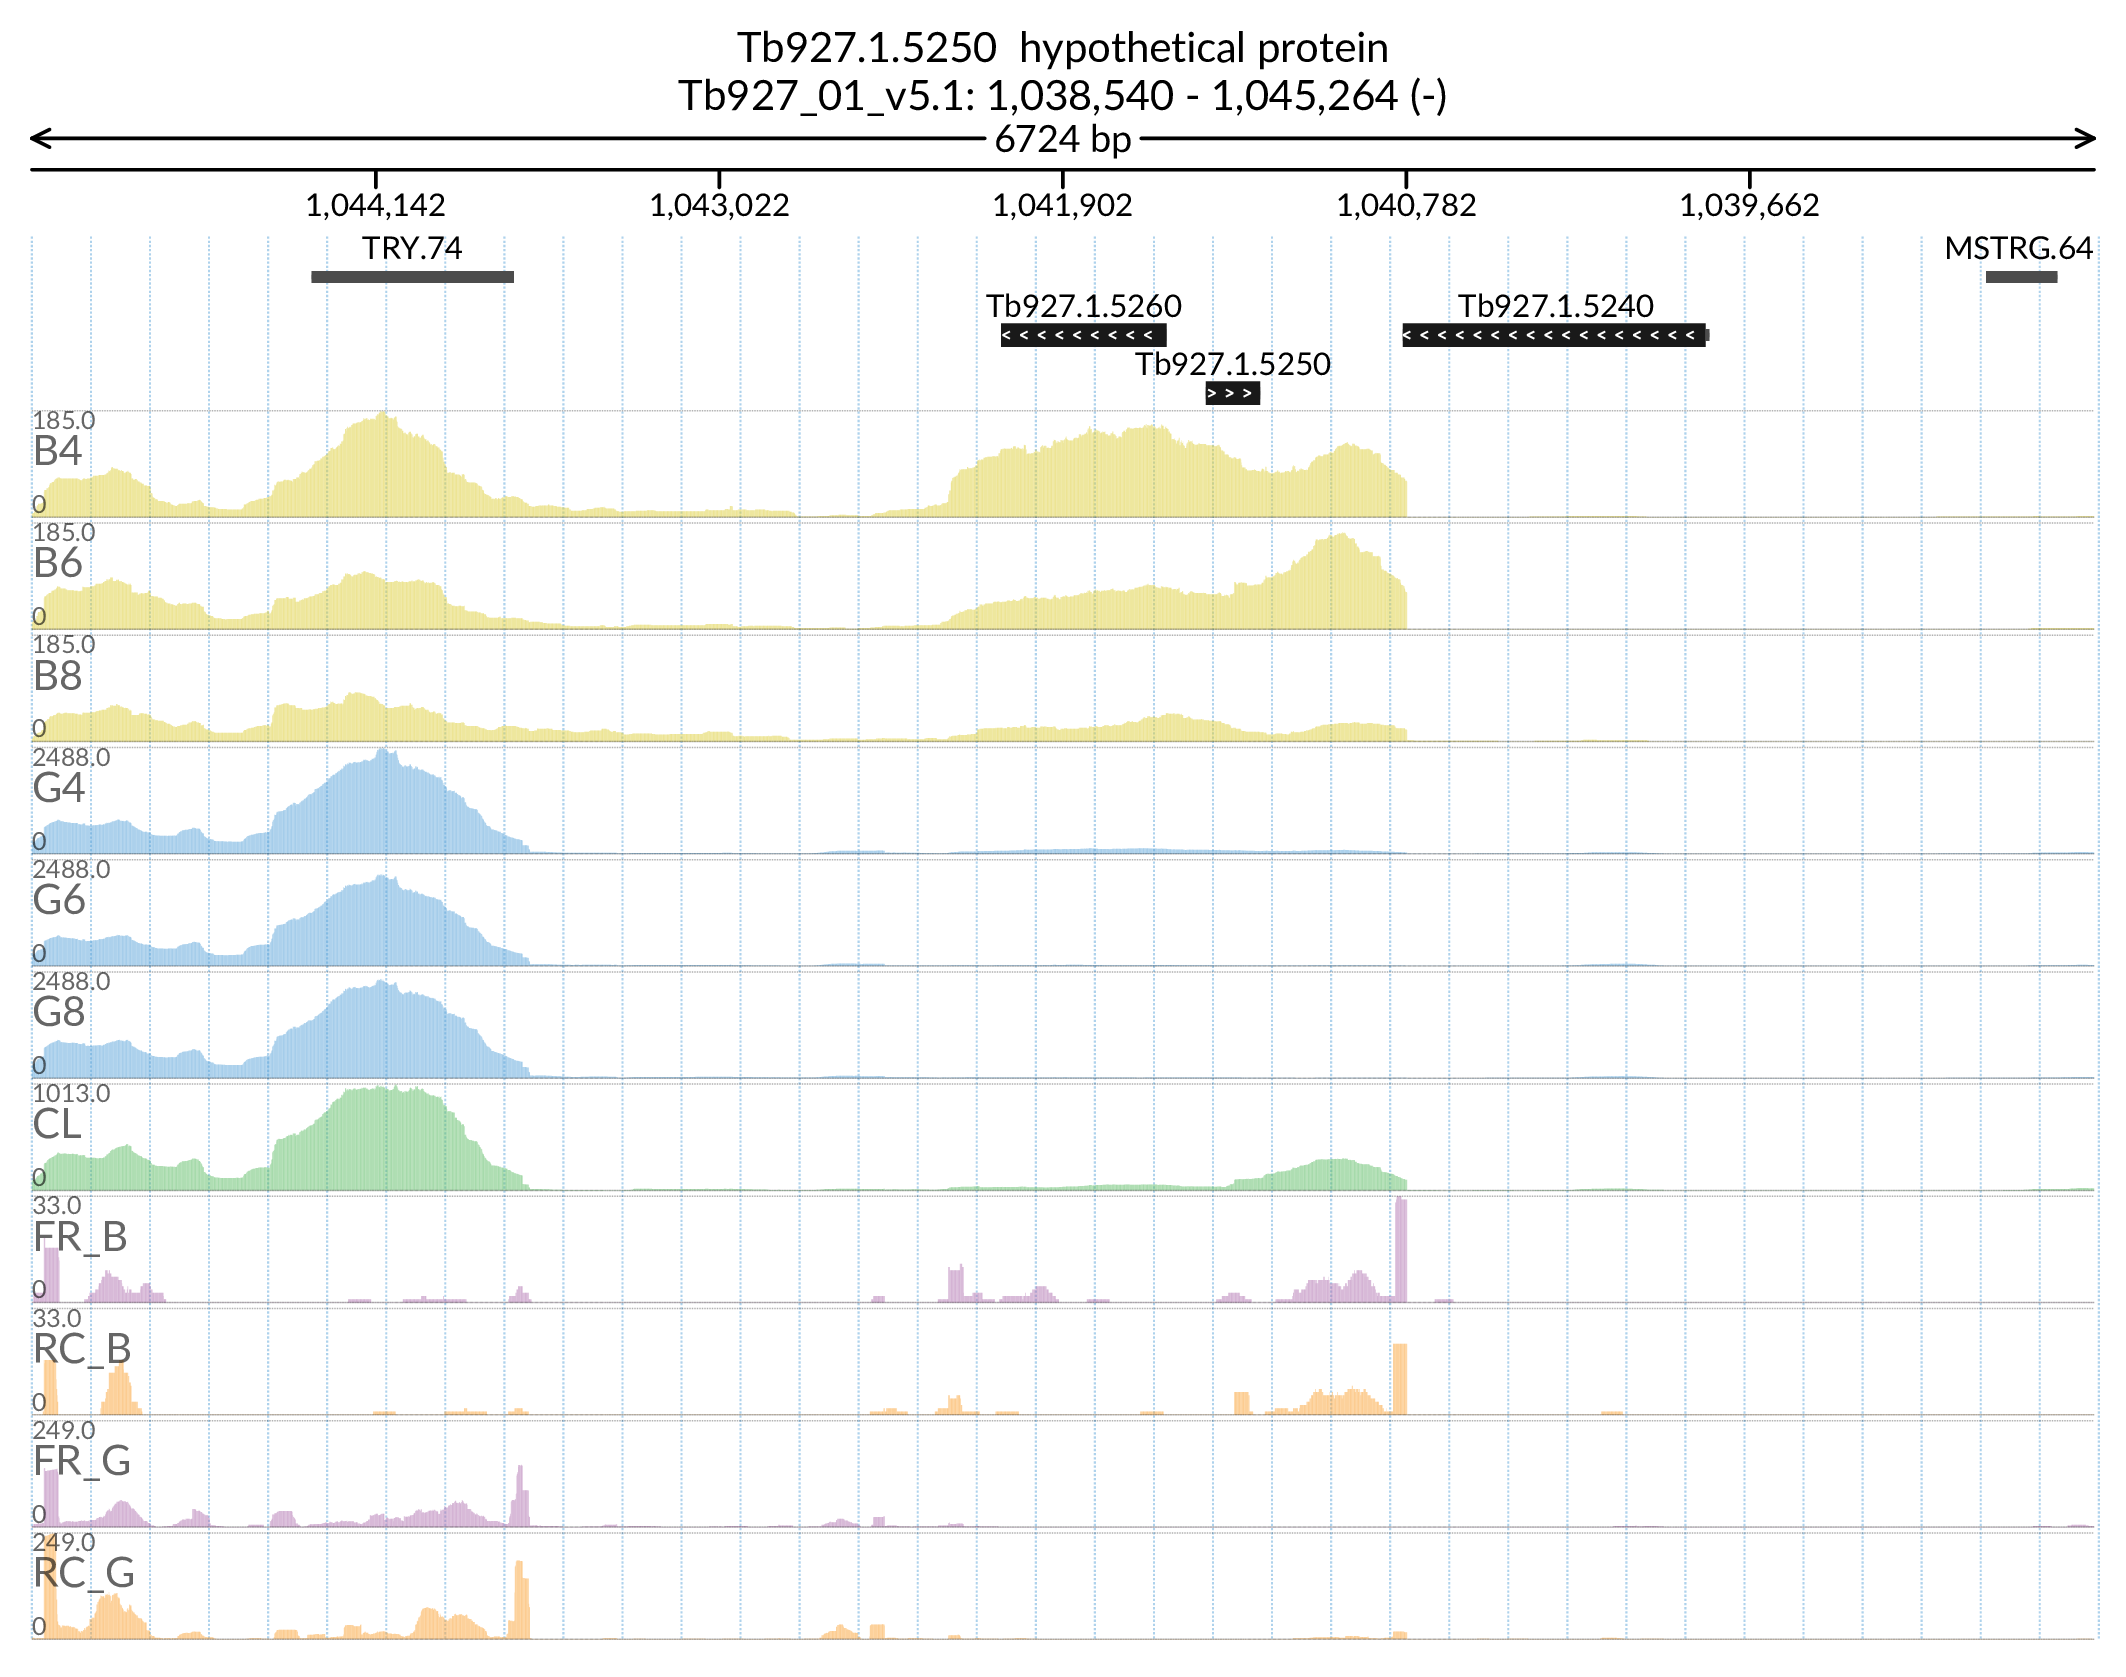 Tb927.1.5250  hypothetical protein
Tb927_01_v5.1: 1,038,540 - 1,045,264 (-)
6724 bp
1,044,142 1,043,022 1,041,902 1,040,782 1,039,662
TRY.74 MSTRG.64
Tb927.1.5260 Tb927.1.5240
Tb927.1.5250
185.0
B4
0
185.0
B6
0
185.0
B8
0
2488.0
G4
0
2488.0
G6
0
2488.0
G8
0
1013.0
CL
0
33.0
FR_B
0
33.0
RC_B
0
249.0
FR_G
0
249.0
RC_G
0